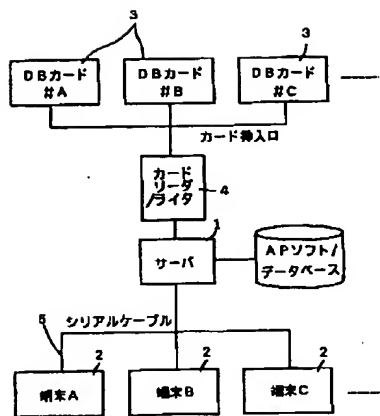 3
3
DBカード
#A
DBカード
#B
DBカード
#C
カード挿入口
カード
リーダ
/ライタ
4
1
サーバ
APソフト/
データベース
シリアルケーブル
5
2
2
2
端末A
端末B
端末C